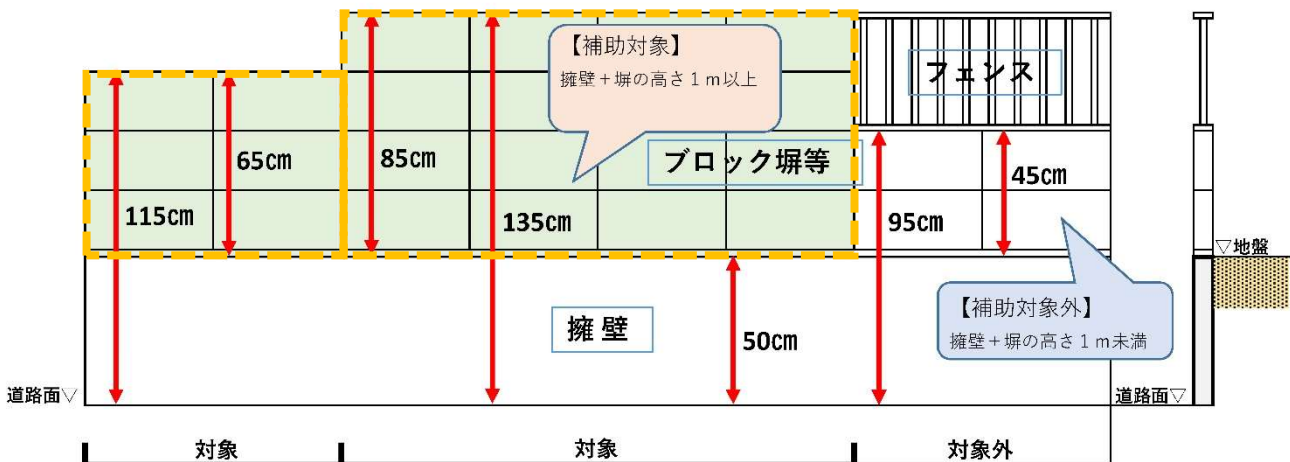 【補助対象】
擁壁+塀の高さ1m以上
フェンス
65㎝
85㎝
ブロック塀等
45㎝
115㎝
135㎝
95㎝
▽地盤
【補助対象外】
擁壁+塀の高さ1m未満
擁壁
50㎝
道路面▽
道路面▽
対象
対象
対象外